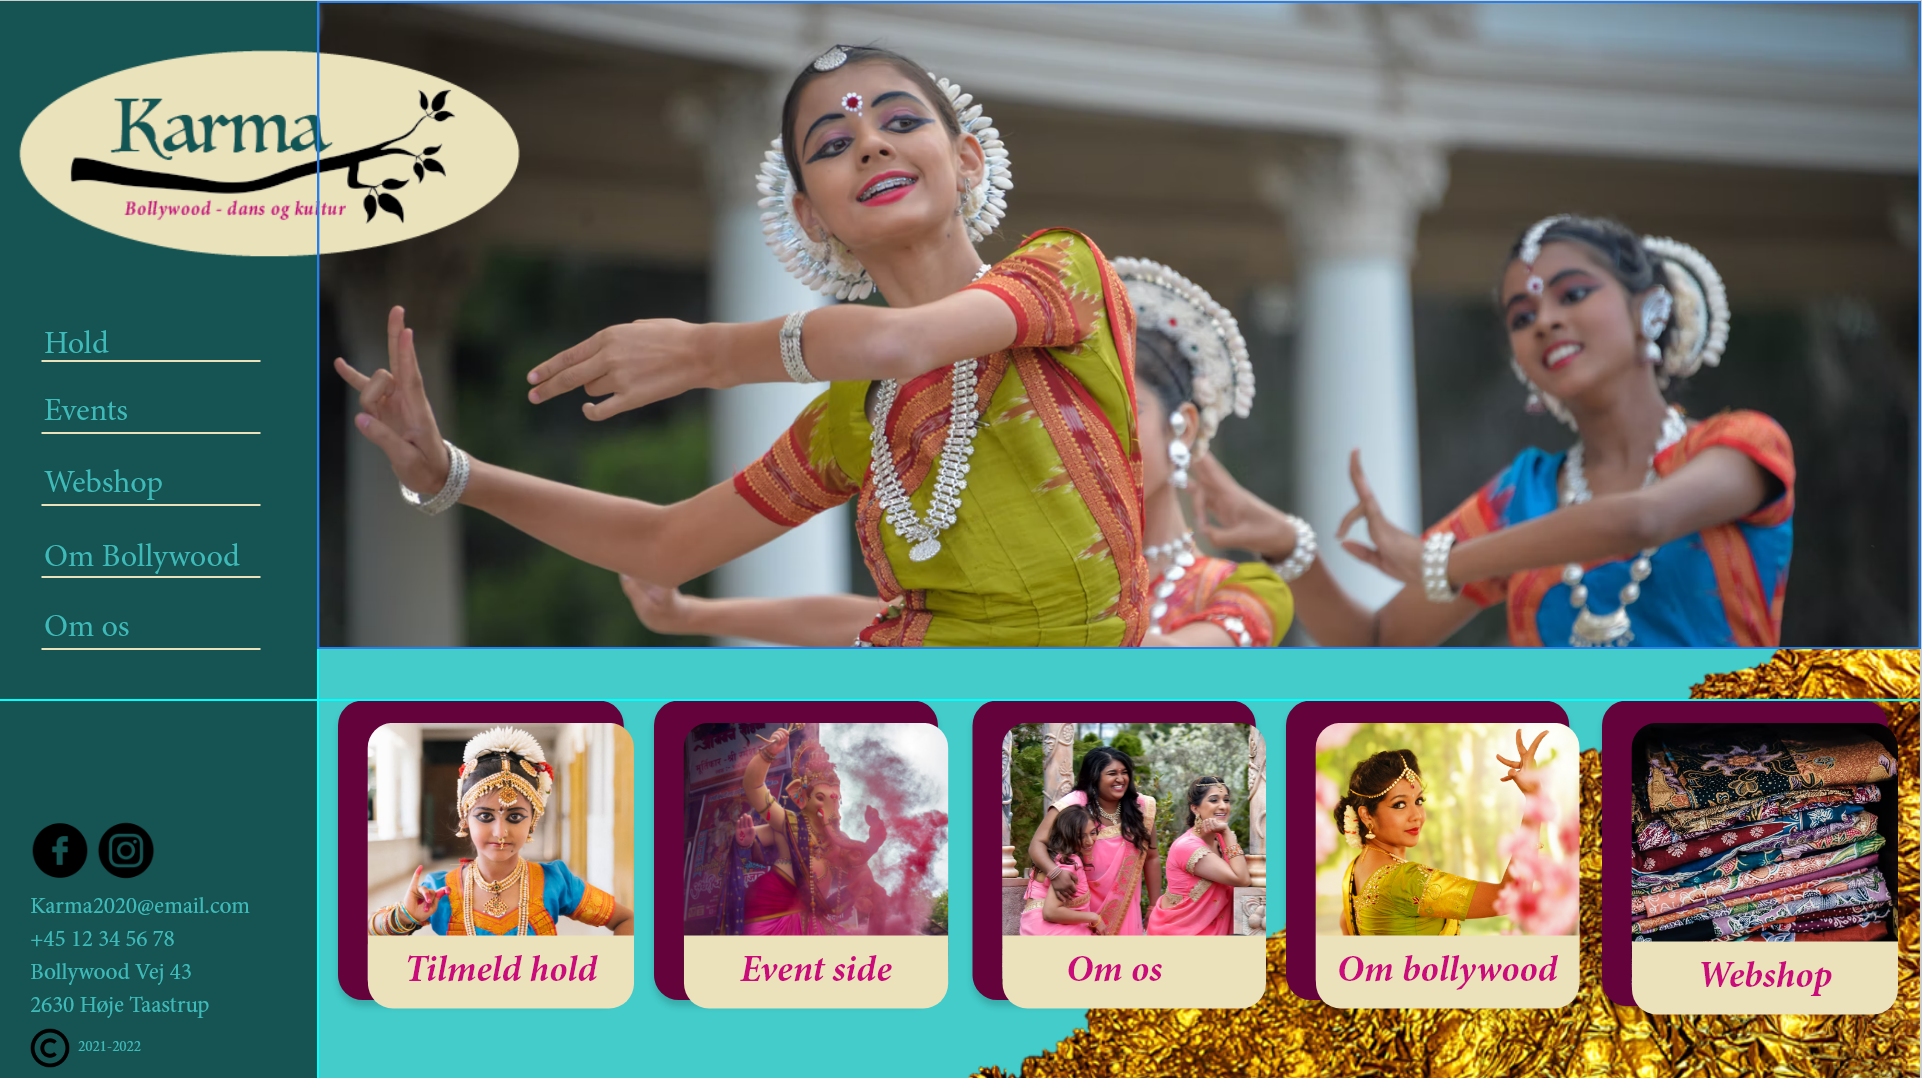 Karma
Bollywood - dans og kultur
Hold
Events
Webshop
Om Bollywood
Om os
Karma2020@email.com
+45 12 34 56 78
Bollywood Vej 43
2630 Høje Taastrup
2021-2022
Tilmeld hold
Event side
Om os
Om bollywood
Webshop